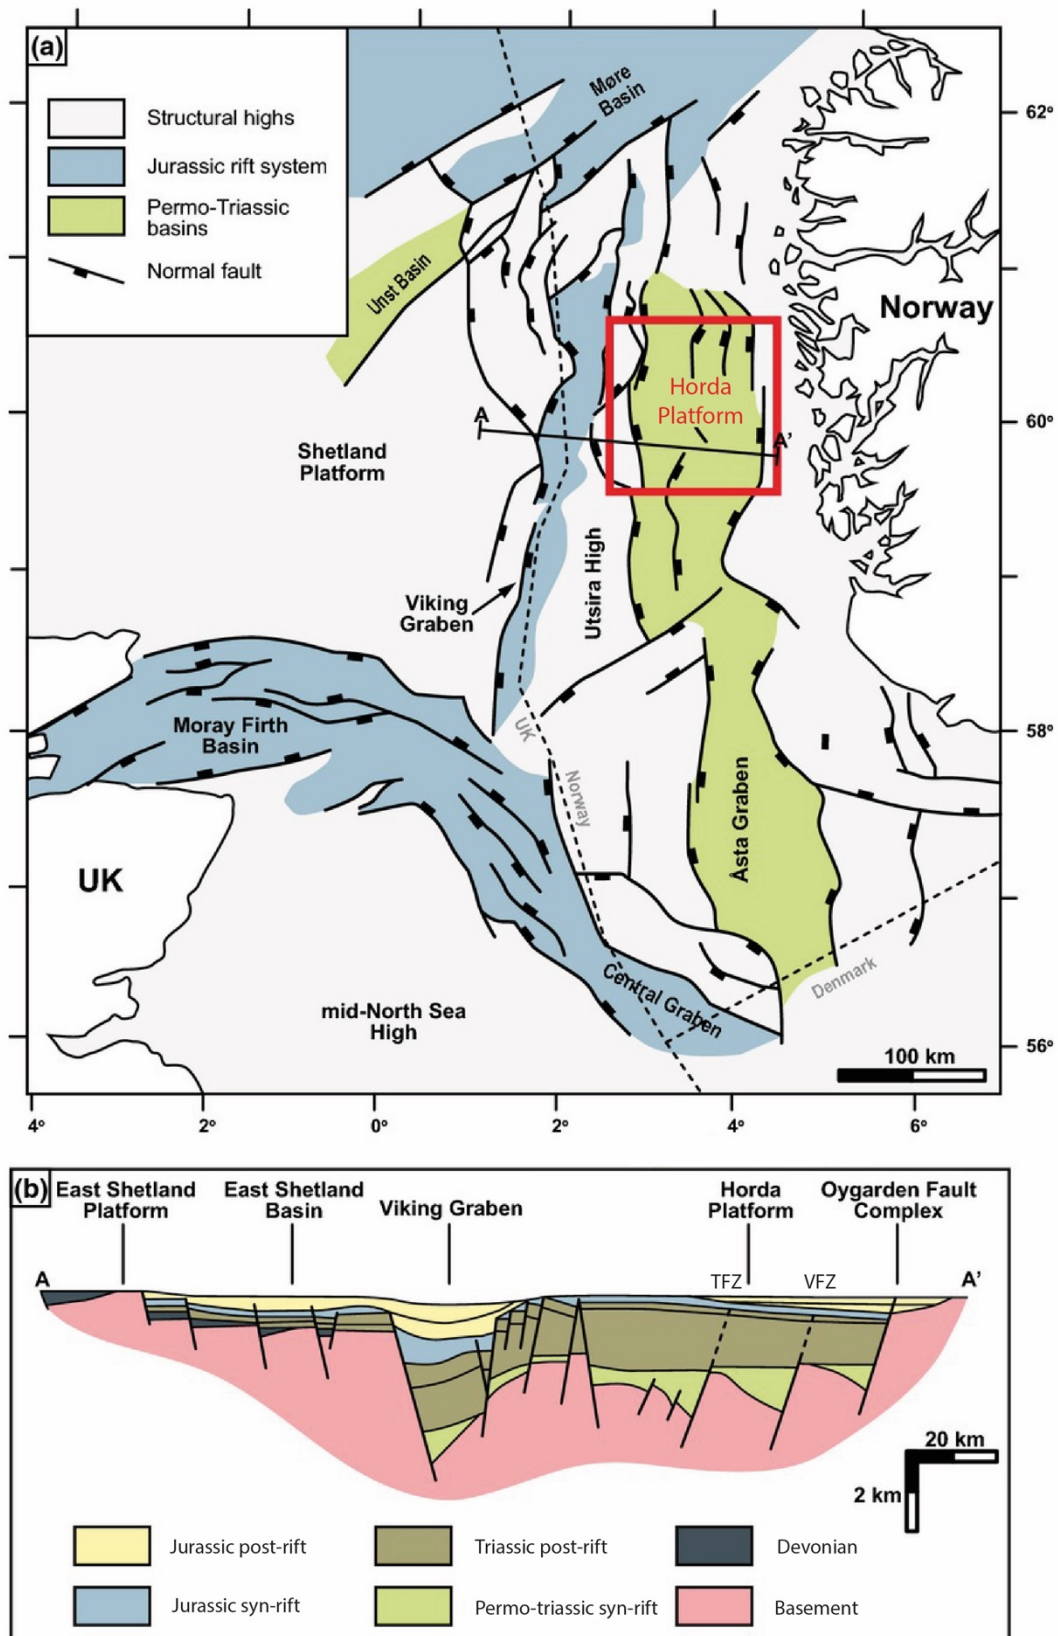 (a)
Structural highs
Jurassic rift system
Permo-Triassic
basins
Normal fault
Møre
Basin
62°
Unst Basin
Norway
Horda
Platform
60°
A
A'
Shetland
Platform
Utsira High
Viking
Graben
Moray Firth
Basin
UK
Norway
58°
Åsta Graben
UK
Central Graben
Denmark
mid-North Sea
High
56°
100 km
4°
2°
0°
2°
4°
6°
(b)
East Shetland
Platform
East Shetland
Basin
Viking Graben
Horda
Platform
Oygarden Fault
Complex
A
TFZ
VFZ
A'
20 km
2 km
Jurassic post-rift
Triassic post-rift
Devonian
Jurassic syn-rift
Permo-triassic syn-rift
Basement